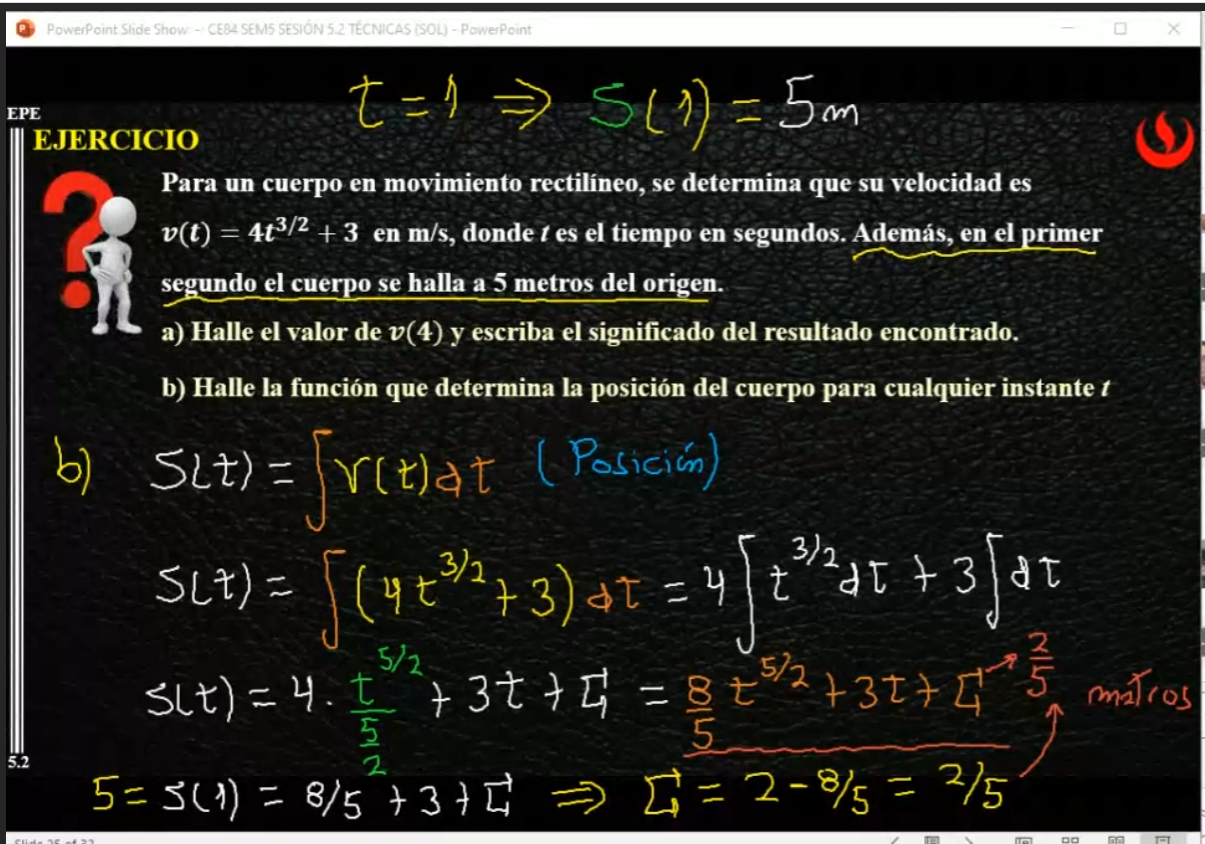 PowerPoint Slide Show - CE84 SEM5 SESIÓN 5.2 TÉCNICAS (SOL) - PowerPoint
t = 1 ⇒ S(1) = 5m
EPE
EJERCICIO
Para un cuerpo en movimiento rectilíneo, se determina que su velocidad es
v(t) = 4t^{3/2} + 3 en m/s, donde t es el tiempo en segundos. Además, en el primer
segundo el cuerpo se halla a 5 metros del origen.
a) Halle el valor de v(4) y escriba el significado del resultado encontrado.
b) Halle la función que determina la posición del cuerpo para cualquier instante t
b) S(t) = ∫ v(t) dt (Posición)
S(t) = ∫ (4t^{3/2} + 3) dt = 4 ∫ t^{3/2} dt + 3 ∫ dt
S(t) = 4 · t^{5/2}/(5/2) + 3t + C = 8/5 t^{5/2} + 3t + C → 2/5 metros
5.2
5 = S(1) = 8/5 + 3 + C ⇒ C = 2 - 8/5 = 2/5
Slide 25 of 32